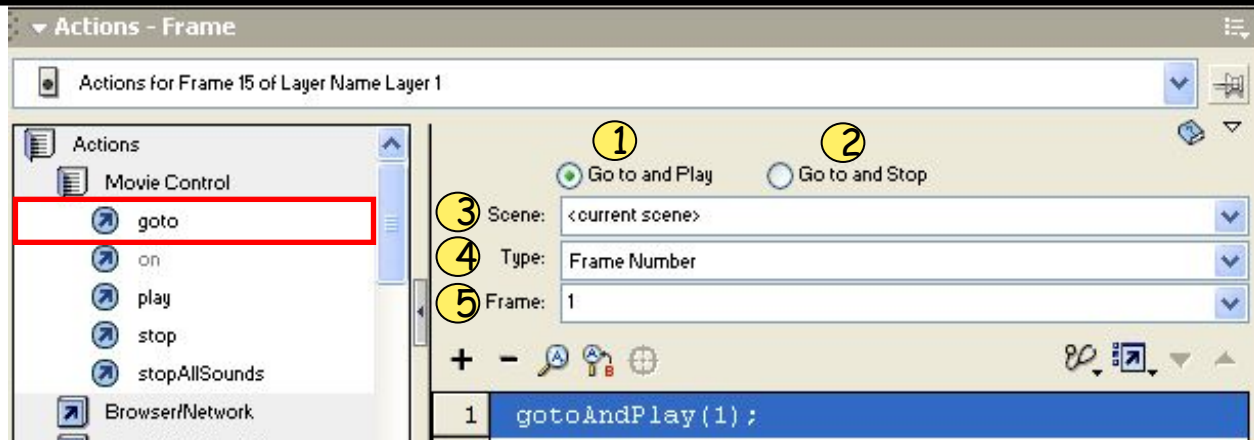 Actions - Frame
Actions for Frame 15 of Layer Name Layer 1
Actions
Movie Control
goto
on
play
stop
stopAllSounds
Browser/Network
1 2
Go to and Play Go to and Stop
3 Scene: <current scene>
4 Type: Frame Number
5 Frame: 1
1 gotoAndPlay(1);